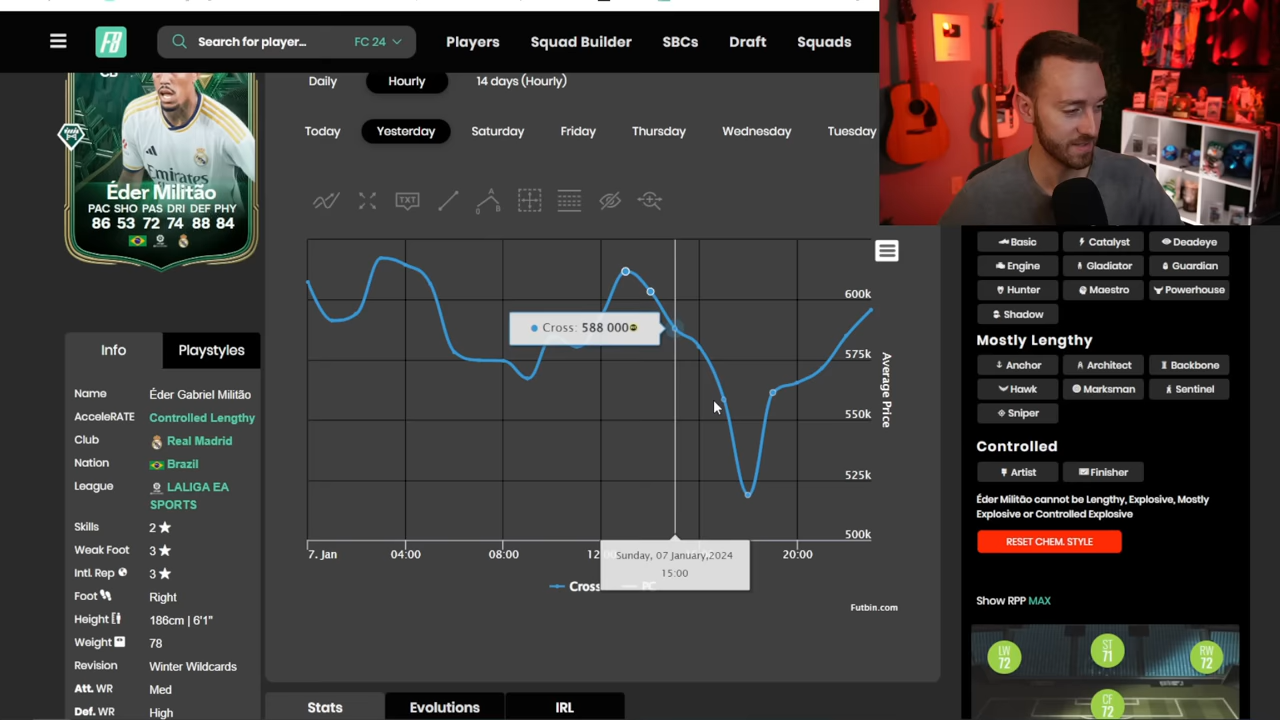 FB
Search for player...
FC 24
Players
Squad Builder
SBCs
Draft
Squads
CB
Éder Militão
PAC SHO PAS DRI DEF PHY
86 53 72 74 88 84
Daily
Hourly
14 days (Hourly)
Today
Yesterday
Saturday
Friday
Thursday
Wednesday
Tuesday
TXT
600k
575k
550k
525k
500k
Average Price
Cross: 588 000
7. Jan
04:00
08:00
20:00
Sunday, 07 January,2024
15:00
Cross
PC
Futbin.com
Info
Playstyles
Name Éder Gabriel Militão
AcceleRATE Controlled Lengthy
Club Real Madrid
Nation Brazil
League LALIGA EA
SPORTS
Skills 2
Weak Foot 3
Intl. Rep 3
Foot Right
Height 186cm | 6'1"
Weight 78
Revision Winter Wildcards
Att. WR Med
Def. WR High
Stats
Evolutions
IRL
Basic
Catalyst
Deadeye
Engine
Gladiator
Guardian
Hunter
Maestro
Powerhouse
Shadow
Mostly Lengthy
Anchor
Architect
Backbone
Hawk
Marksman
Sentinel
Sniper
Controlled
Artist
Finisher
Éder Militão cannot be Lengthy, Explosive, Mostly
Explosive or Controlled Explosive
RESET CHEM. STYLE
Show RPP MAX
LW
72
ST
71
RW
72
CF
72